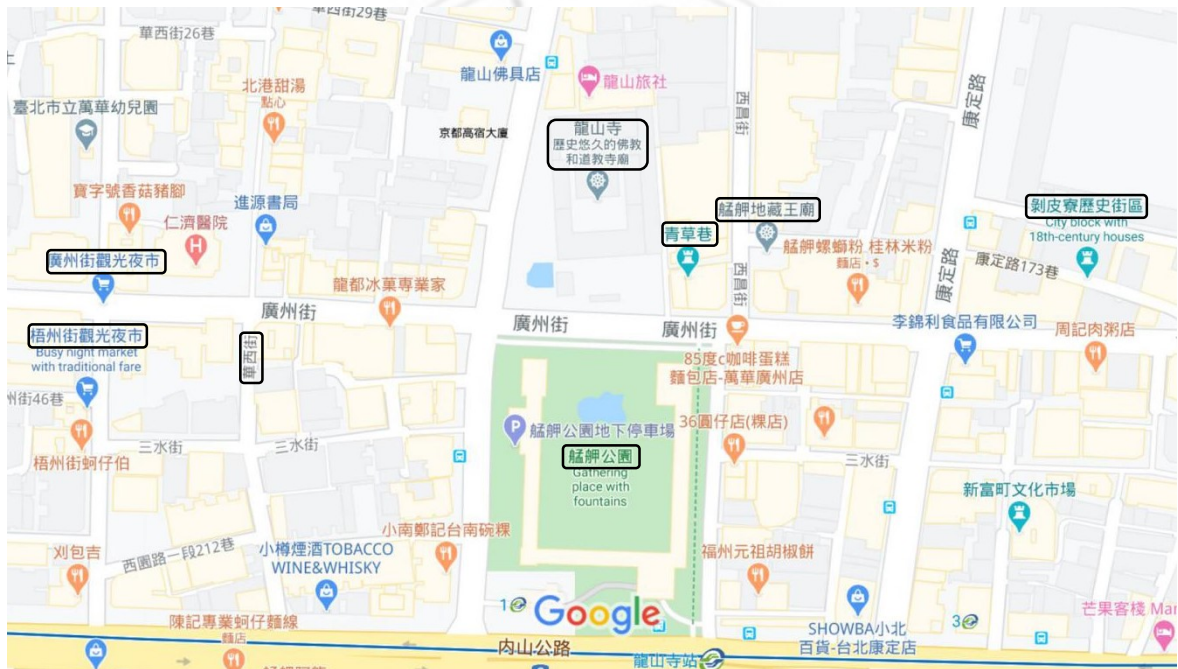 華西街29巷
華西街26巷
龍山佛具店
龍山旅社
北港甜湯
點心
臺北市立萬華幼兒園
京都高宿大廈
龍山寺
歷史悠久的佛教
和道教寺廟
西昌街
康定路
寶字號香菇豬腳
仁濟醫院
進源書局
艋舺地藏王廟
剝皮寮歷史街區
City block with
18th-century houses
青草巷
艋舺螺螄粉 桂林米粉
麵店・$
康定路173巷
廣州街觀光夜市
西昌街
康定路
龍都冰菓專業家
廣州街
廣州街
廣州街
李錦利食品有限公司
周記肉粥店
梧州街觀光夜市
Busy night market
with traditional fare
華西街
85度c咖啡蛋糕
麵包店-萬華廣州店
州街46巷
P
艋舺公園地下停車場
36圓仔店(粿店)
三水街
三水街
三水街
梧州街蚵仔伯
艋舺公園
Gathering
place with
fountains
新富町文化市場
小南鄭記台南碗粿
西園路一段212巷
小樽煙酒TOBACCO
WINE&WHISKY
刈包吉
福州元祖胡椒餅
1
Google
3
芒果客棧 Mar
陳記專業蚵仔麵線
麵店
SHOWBA小北
百貨-台北康定店
内山公路
龍山寺站